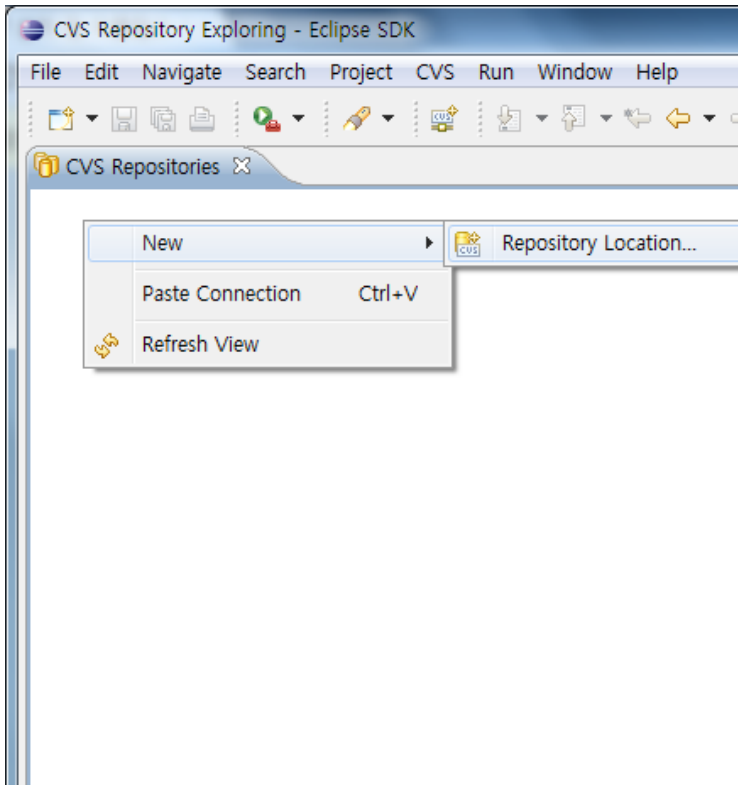 CVS Repository Exploring - Eclipse SDK
File Edit Navigate Search Project CVS Run Window Help
CVS Repositories
New Repository Location...
Paste Connection Ctrl+V
Refresh View